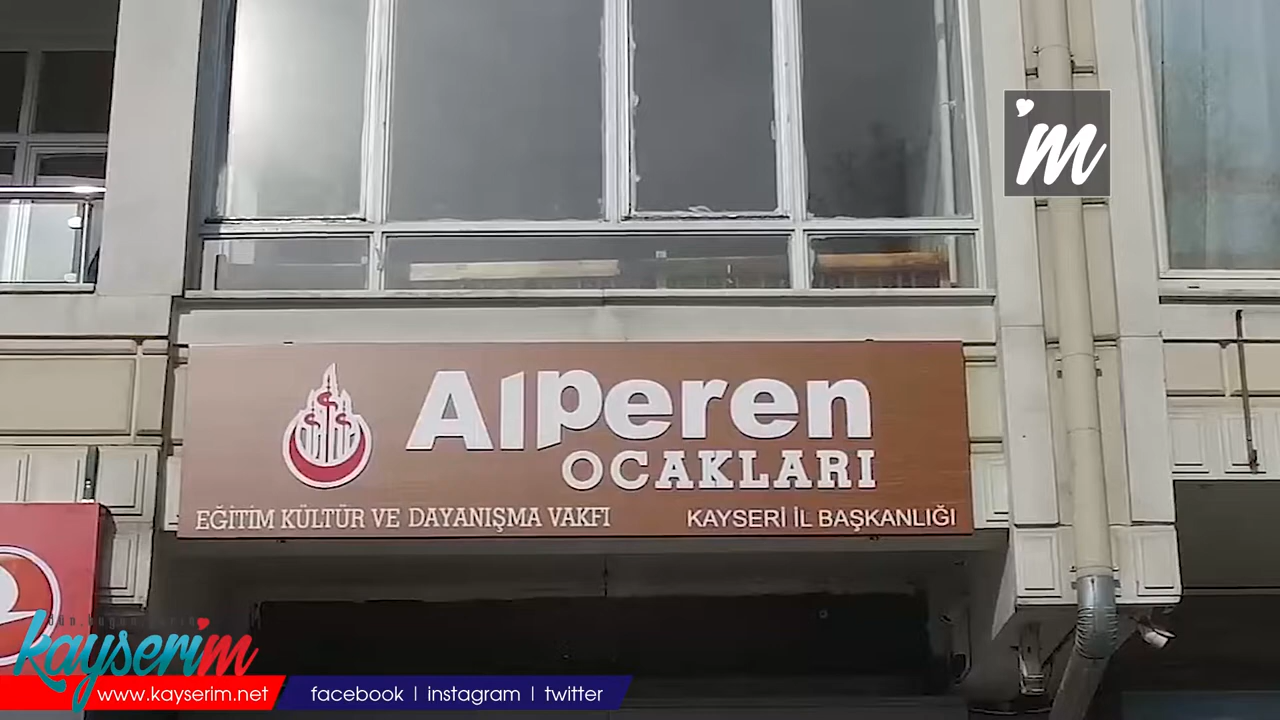 'm
Alperen
OCAKLARI
EĞİTİM KÜLTÜR VE DAYANIŞMA VAKFI
KAYSERİ İL BAŞKANLIĞI
kayserim
www.kayserim.net
facebook | instagram | twitter